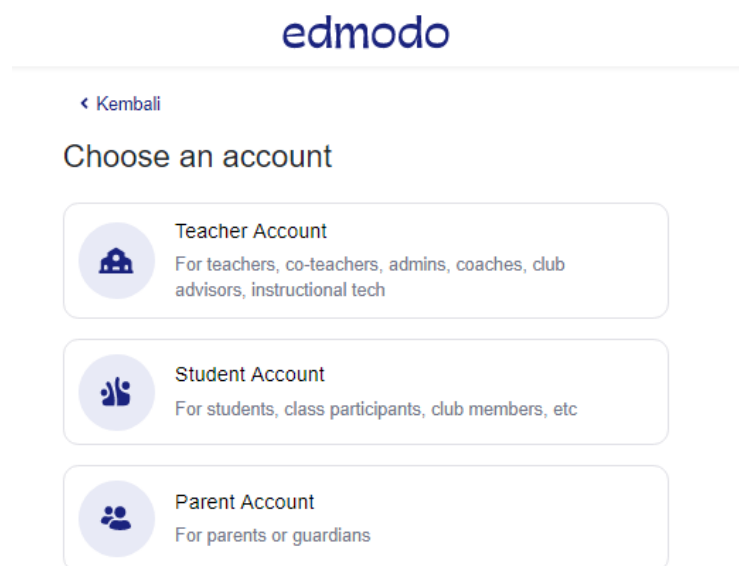 edmodo
Kembali
Choose an account
Teacher Account
For teachers, co-teachers, admins, coaches, club
advisors, instructional tech
Student Account
For students, class participants, club members, etc
Parent Account
For parents or guardians